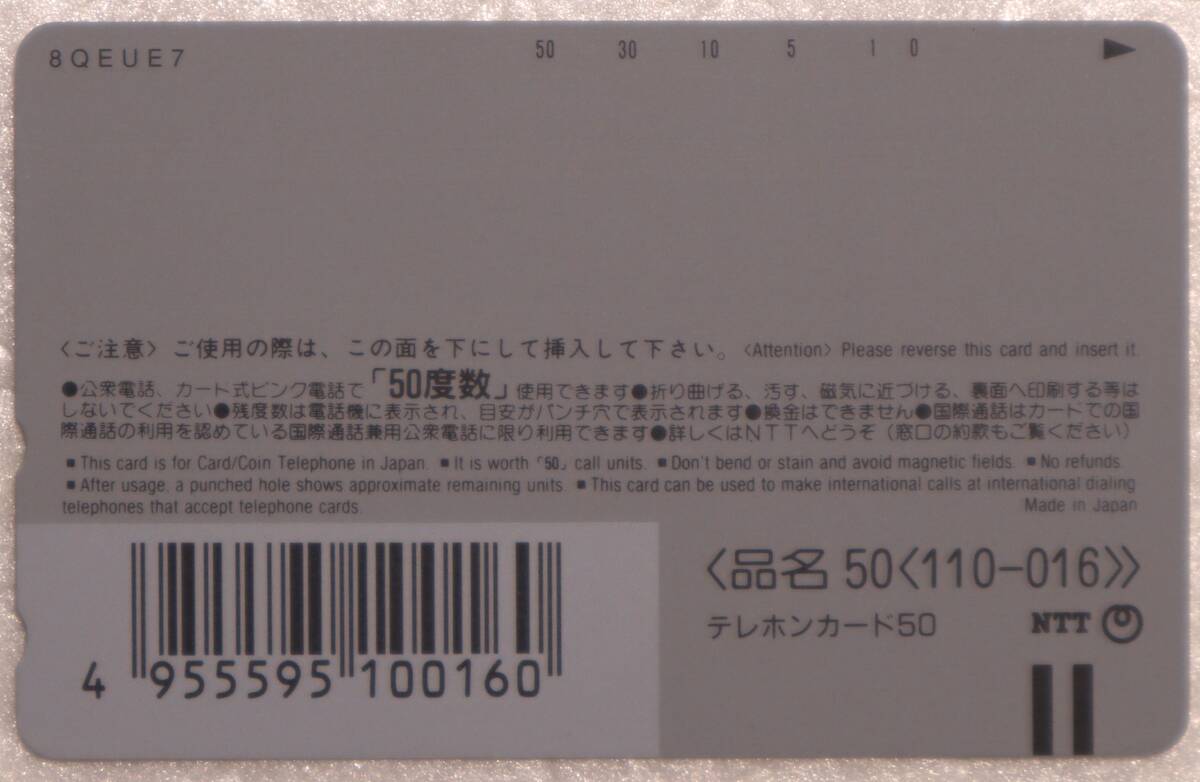 8QEUE7 50 30 10 5 1 0 ▶
〈ご注意〉ご使用の際は、この面を下にして挿入して下さい。〈Attention〉Please reverse this card and insert it.
●公衆電話、カード式ピンク電話で「50度数」使用できます●折り曲げる、汚す、磁気に近づける、裏面へ印刷する等は
しないでください●残度数は電話機に表示され、目安がパンチ穴で表示されます●換金はできません●国際通話はカードでの国
際通話の利用を認めている国際通話兼用公衆電話に限り利用できます●詳しくはNTTへどうぞ（窓口の約款もご覧ください）
■This card is for Card/Coin Telephone in Japan. ■It is worth「50」call units. ■Don't bend or stain and avoid magnetic fields. ■No refunds.
■After usage, a punched hole shows approximate remaining units. ■This card can be used to make international calls at international dialing
telephones that accept telephone cards. Made in Japan
〈品名 50〈110-016〉〉
テレホンカード50 NTT
4 955595 100160